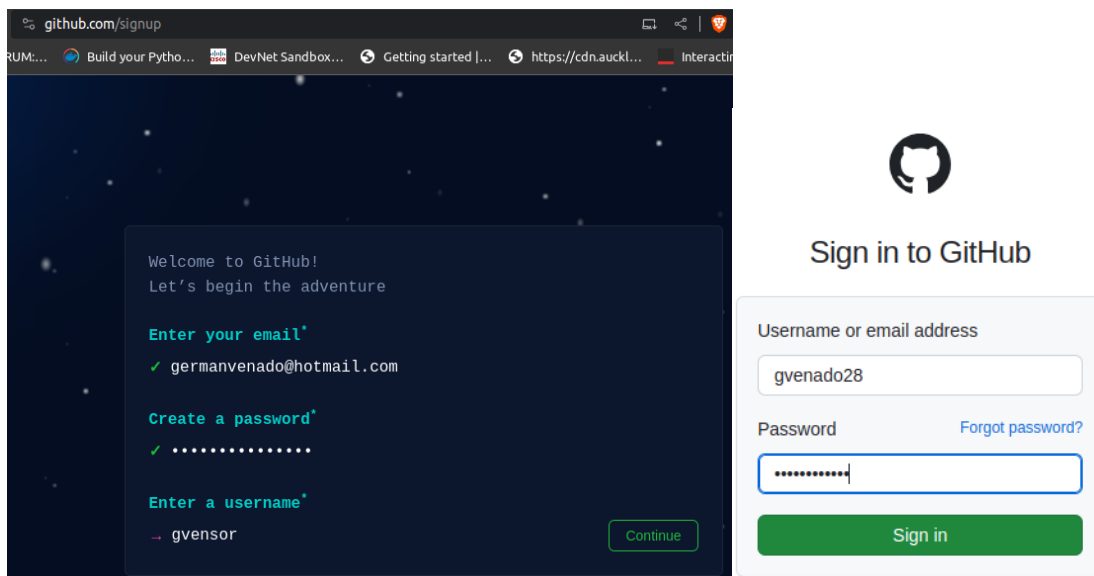 github.com/signup
RUM:... Build your Pytho... DevNet Sandbox... Getting started |... https://cdn.auckl... Interactin
Welcome to GitHub!
Let’s begin the adventure
Enter your email*
✓ germanvenado@hotmail.com
Create a password*
✓ •••••••••••••••
Enter a username*
→ gvensor
Continue
Sign in to GitHub
Username or email address
gvenado28
Password Forgot password?
••••••••••••
Sign in